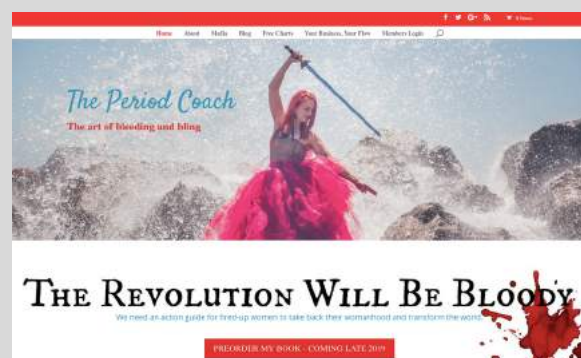 0 Items
Home About Media Blog Free Charts Your Business, Your Flow Members Login
The Period Coach
The art of bleeding and bling
THE REVOLUTION WILL BE BLOODY
We need an action guide for fired-up women to take back their womanhood and transform the world
PREORDER MY BOOK - COMING LATE 2019